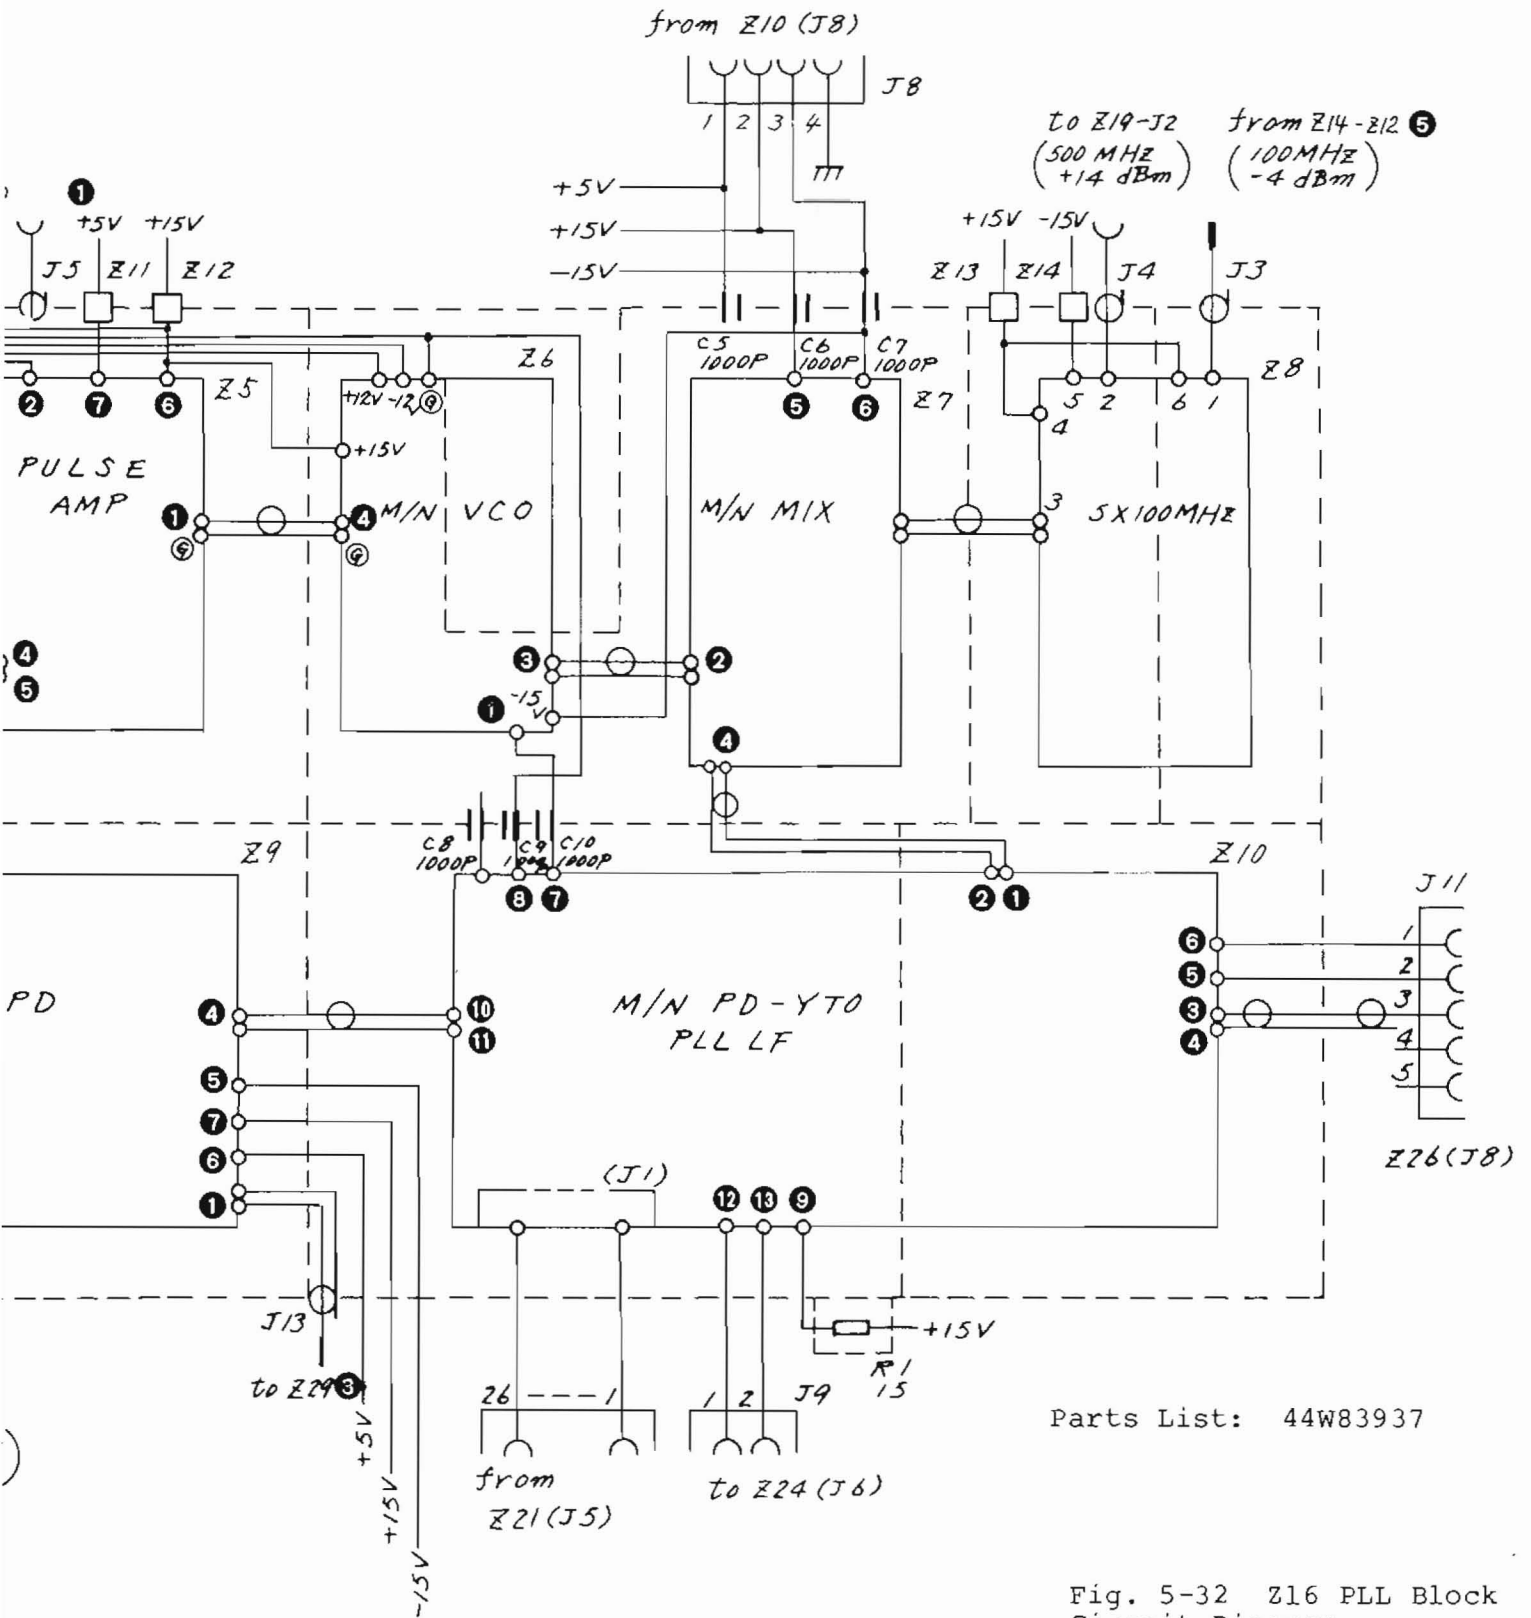 from Z10 (J8)
J8
1 2 3 4
to Z19-J2
(500 MHZ
+14 dBm)
from Z14-Z12 5
(100MHZ
-4 dBm)
+5V
+15V
-15V
1
+5V +15V
J5 Z11 Z12
+15V -15V
Z13 Z14 J4 J3
C5
1000P
C6
1000P
C7
1000P
2 7 6
Z5
Z6
+12V -12V G
5 6
Z7
5 2 6 1
Z8
4
+15V
PULSE
AMP
1
G
4
G
M/N VCO
M/N MIX
3
5X100MHZ
4
5
3
2
1
-15
V
4
Z9
C8
1000P
C9
C10
1000P
8 7
2 1
Z10
J11
PD
4
5
7
6
1
10
11
M/N PD-YTO
PLL LF
6
5
3
4
1
2
3
4
5
Z26(J8)
(J1)
12 13 9
J13
to Z29 3
+5V
+15V
-15V
+15V
R1
15
26 ---- 1
1 2
J9
from
Z21(J5)
to Z24(J6)
Parts List: 44W83937
Fig. 5-32 Z16 PLL Block